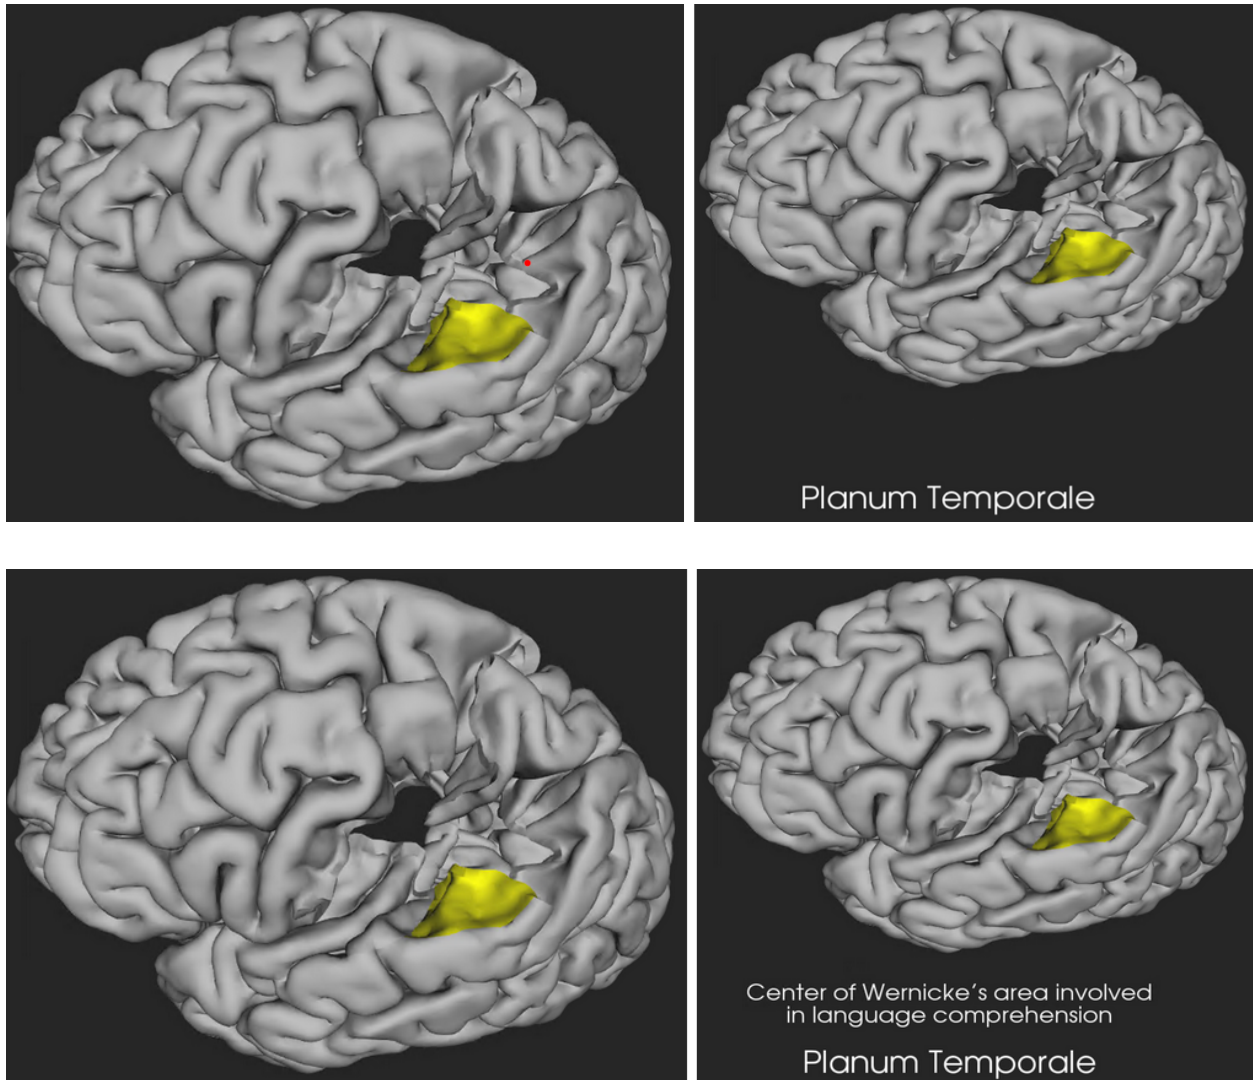 Planum Temporale
Center of Wernicke's area involved
in language comprehension
Planum Temporale